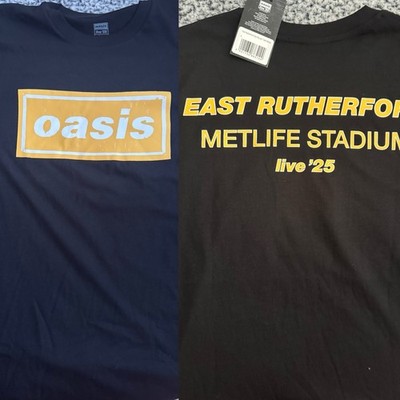 oasis
EAST RUTHERFOR
METLIFE STADIUM
live '25